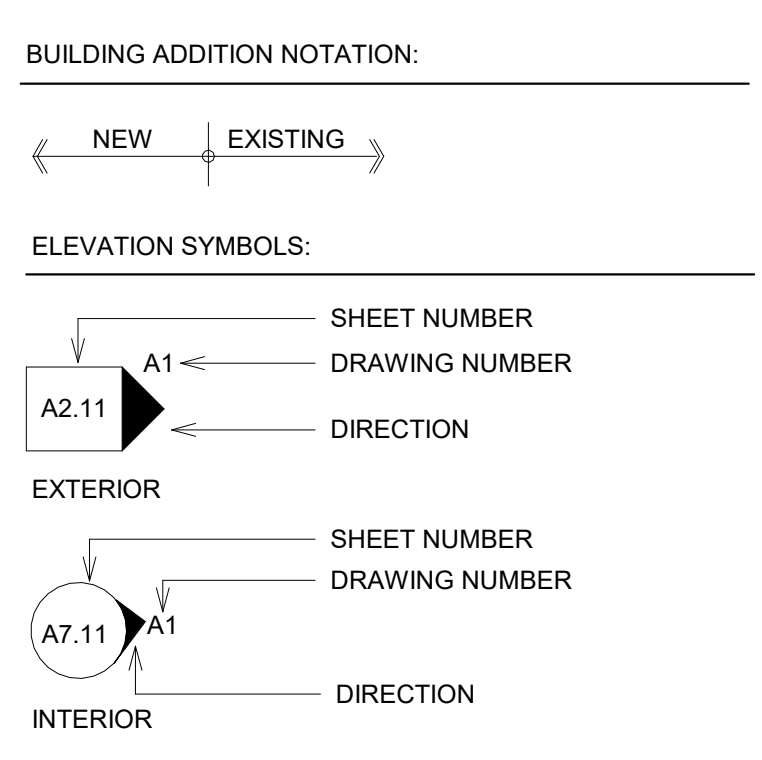 BUILDING ADDITION NOTATION:
NEW EXISTING
ELEVATION SYMBOLS:
SHEET NUMBER
A1 DRAWING NUMBER
A2.11
DIRECTION
EXTERIOR
SHEET NUMBER
DRAWING NUMBER
A7.11 A1
DIRECTION
INTERIOR